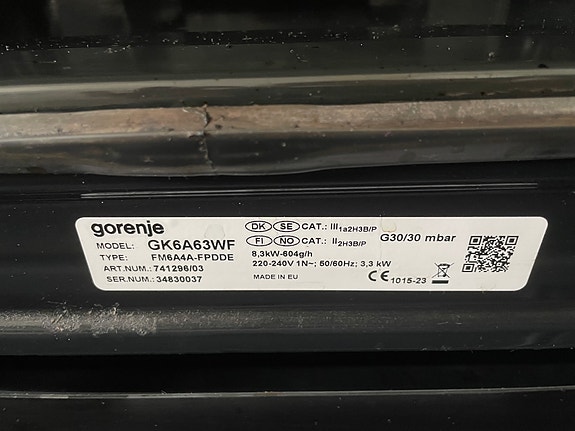 gorenje
MODEL: GK6A63WF
TYPE: FM6A4A-FPDDE
ART.NUM.: 741296/03
SER.NUM.: 34830037
DK SE CAT.: III1a2H3B/P
FI NO CAT.: II2H3B/P
8,3kW-604g/h
220-240V 1N~; 50/60Hz; 3,3 kW
MADE IN EU
G30/30 mbar
CE 1015-23